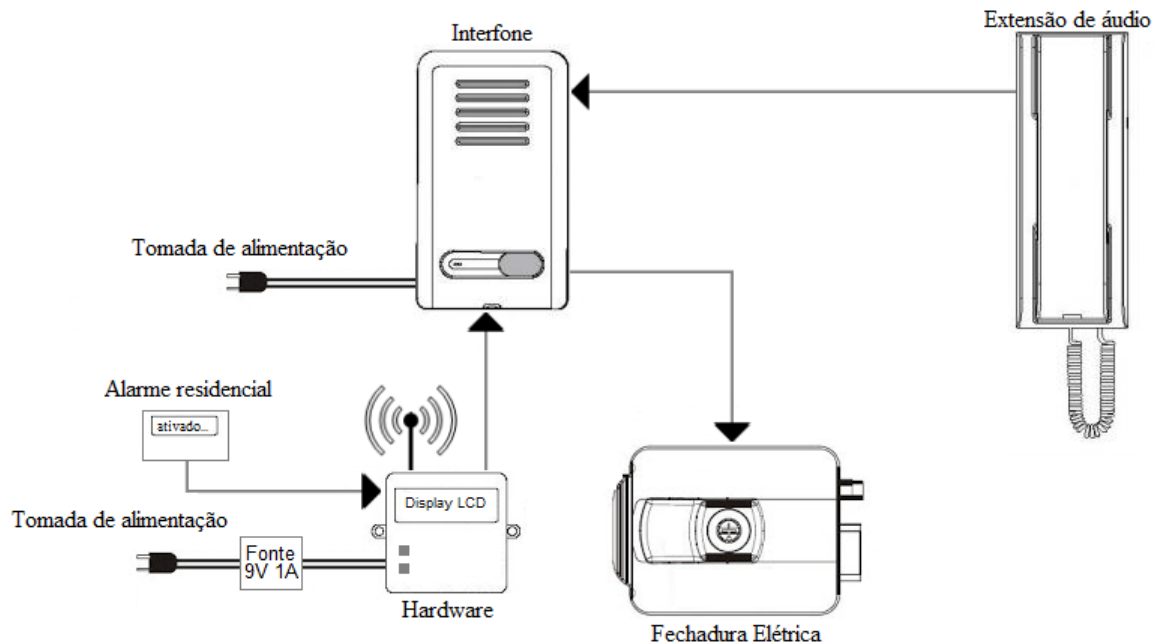 Extensão de áudio
Interfone
Tomada de alimentação
Alarme residencial
ativado...
Display LCD
Tomada de alimentação
Fonte
9V 1A
Hardware
Fechadura Elétrica